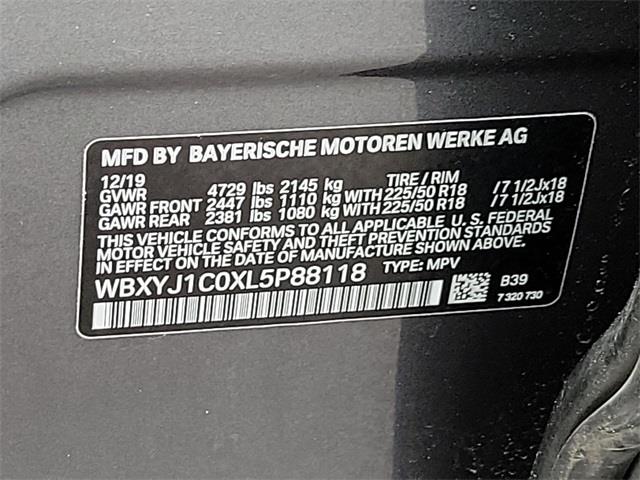 MFD BY BAYERISCHE MOTOREN WERKE AG
12/19 TIRE / RIM
GVWR 4729 lbs 2145 kg
GAWR FRONT 2447 lbs 1110 kg WITH 225/50 R18 /7 1/2Jx18
GAWR REAR 2381 lbs 1080 kg WITH 225/50 R18 /7 1/2Jx18
THIS VEHICLE CONFORMS TO ALL APPLICABLE U.S. FEDERAL
MOTOR VEHICLE SAFETY AND THEFT PREVENTION STANDARDS
IN EFFECT ON THE DATE OF MANUFACTURE SHOWN ABOVE.
WBXYJ1C0XL5P88118 TYPE: MPV
B39
7 320 730